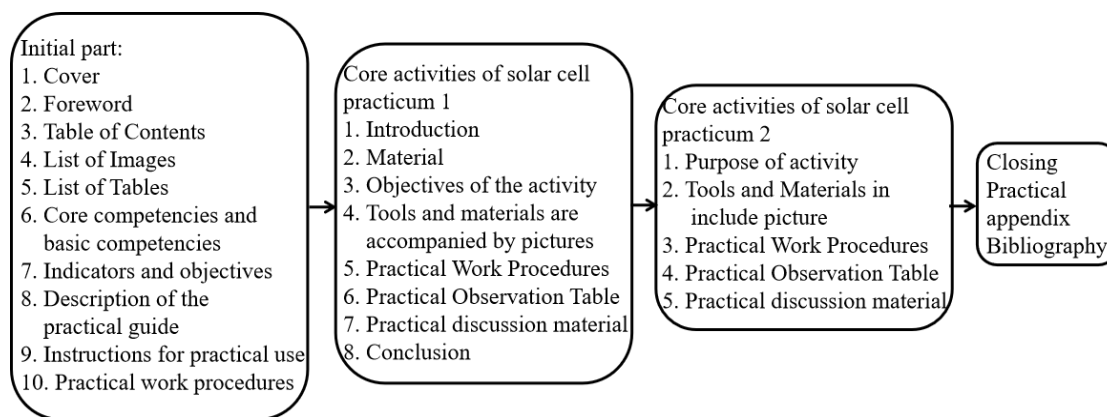 Initial part:
1. Cover
2. Foreword
3. Table of Contents
4. List of Images
5. List of Tables
6. Core competencies and
basic competencies
7. Indicators and objectives
8. Description of the
practical guide
9. Instructions for practical use
10. Practical work procedures
Core activities of solar cell
practicum 1
1. Introduction
2. Material
3. Objectives of the activity
4. Tools and materials are
accompanied by pictures
5. Practical Work Procedures
6. Practical Observation Table
7. Practical discussion material
8. Conclusion
Core activities of solar cell
practicum 2
1. Purpose of activity
2. Tools and Materials in
include picture
3. Practical Work Procedures
4. Practical Observation Table
5. Practical discussion material
Closing
Practical
appendix
Bibliography